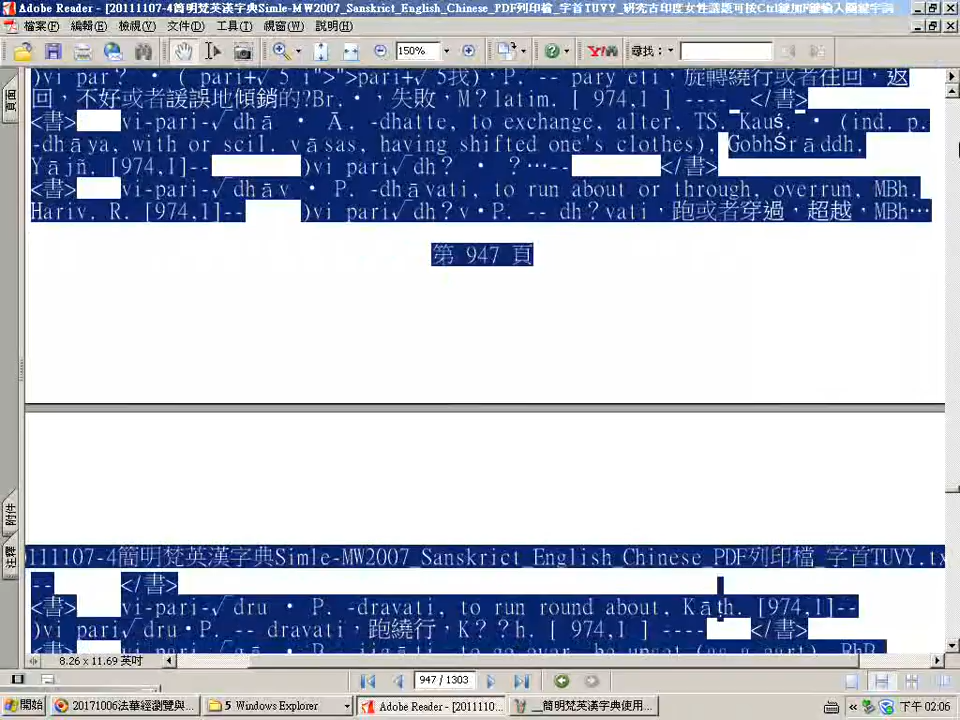 Adobe Reader - [20111107-4簡明梵英漢字典Simle-MW2007_Sanskrict_English_Chinese_PDF列印檔_字首TUVY_研究古印度女性議題可按Ctrl鍵加F鍵輸入關鍵字詞
檔案(F) 編輯(E) 檢視(V) 文件(D) 工具(T) 視窗(W) 說明(H)
150% Y! 尋找：
頁面
)vi par？ • ( pari+√ 5 i">">pari+√ 5找)，P. -- pary eti，旋轉繞行或者往回，返
回，不好或者謾誤地傾銷的?Br.•，失敗，M？latim. [ 974,1 ] ---- </書>
<書> vi-pari-√dhā • Ā. -dhatte, to exchange, alter, TS. Kauś. • (ind. p.
-dhāya, with or scil. vāsas, having shifted one's clothes), GobhŚrāddh.
Yājñ. [974,1]-- )vi pari√dh？ • ？…-- </書>
<書> vi-pari-√dhāv • P. -dhāvati, to run about or through, overrun, MBh.
Hariv. R. [974,1]-- )vi pari√dh？v•P. -- dh？vati，跑或者穿過，超越，MBh…
第 947 頁
附件
注釋
111107-4簡明梵英漢字典Simle-MW2007_Sanskrict_English_Chinese_PDF列印檔_字首TUVY.tx
-- </書>
<書> vi-pari-√dru • P. -dravati, to run round about, Kāṭh. [974,1]--
)vi pari√dru•P. -- dravati，跑繞行，K？？h. [ 974,1 ] ---- </書>
8.26 x 11.69 英吋
947 / 1303
開始 20171006法華經瀏覽與... 5 Windows Explorer Adobe Reader - [2011110... __簡明梵英字典使用... 下午 02:06